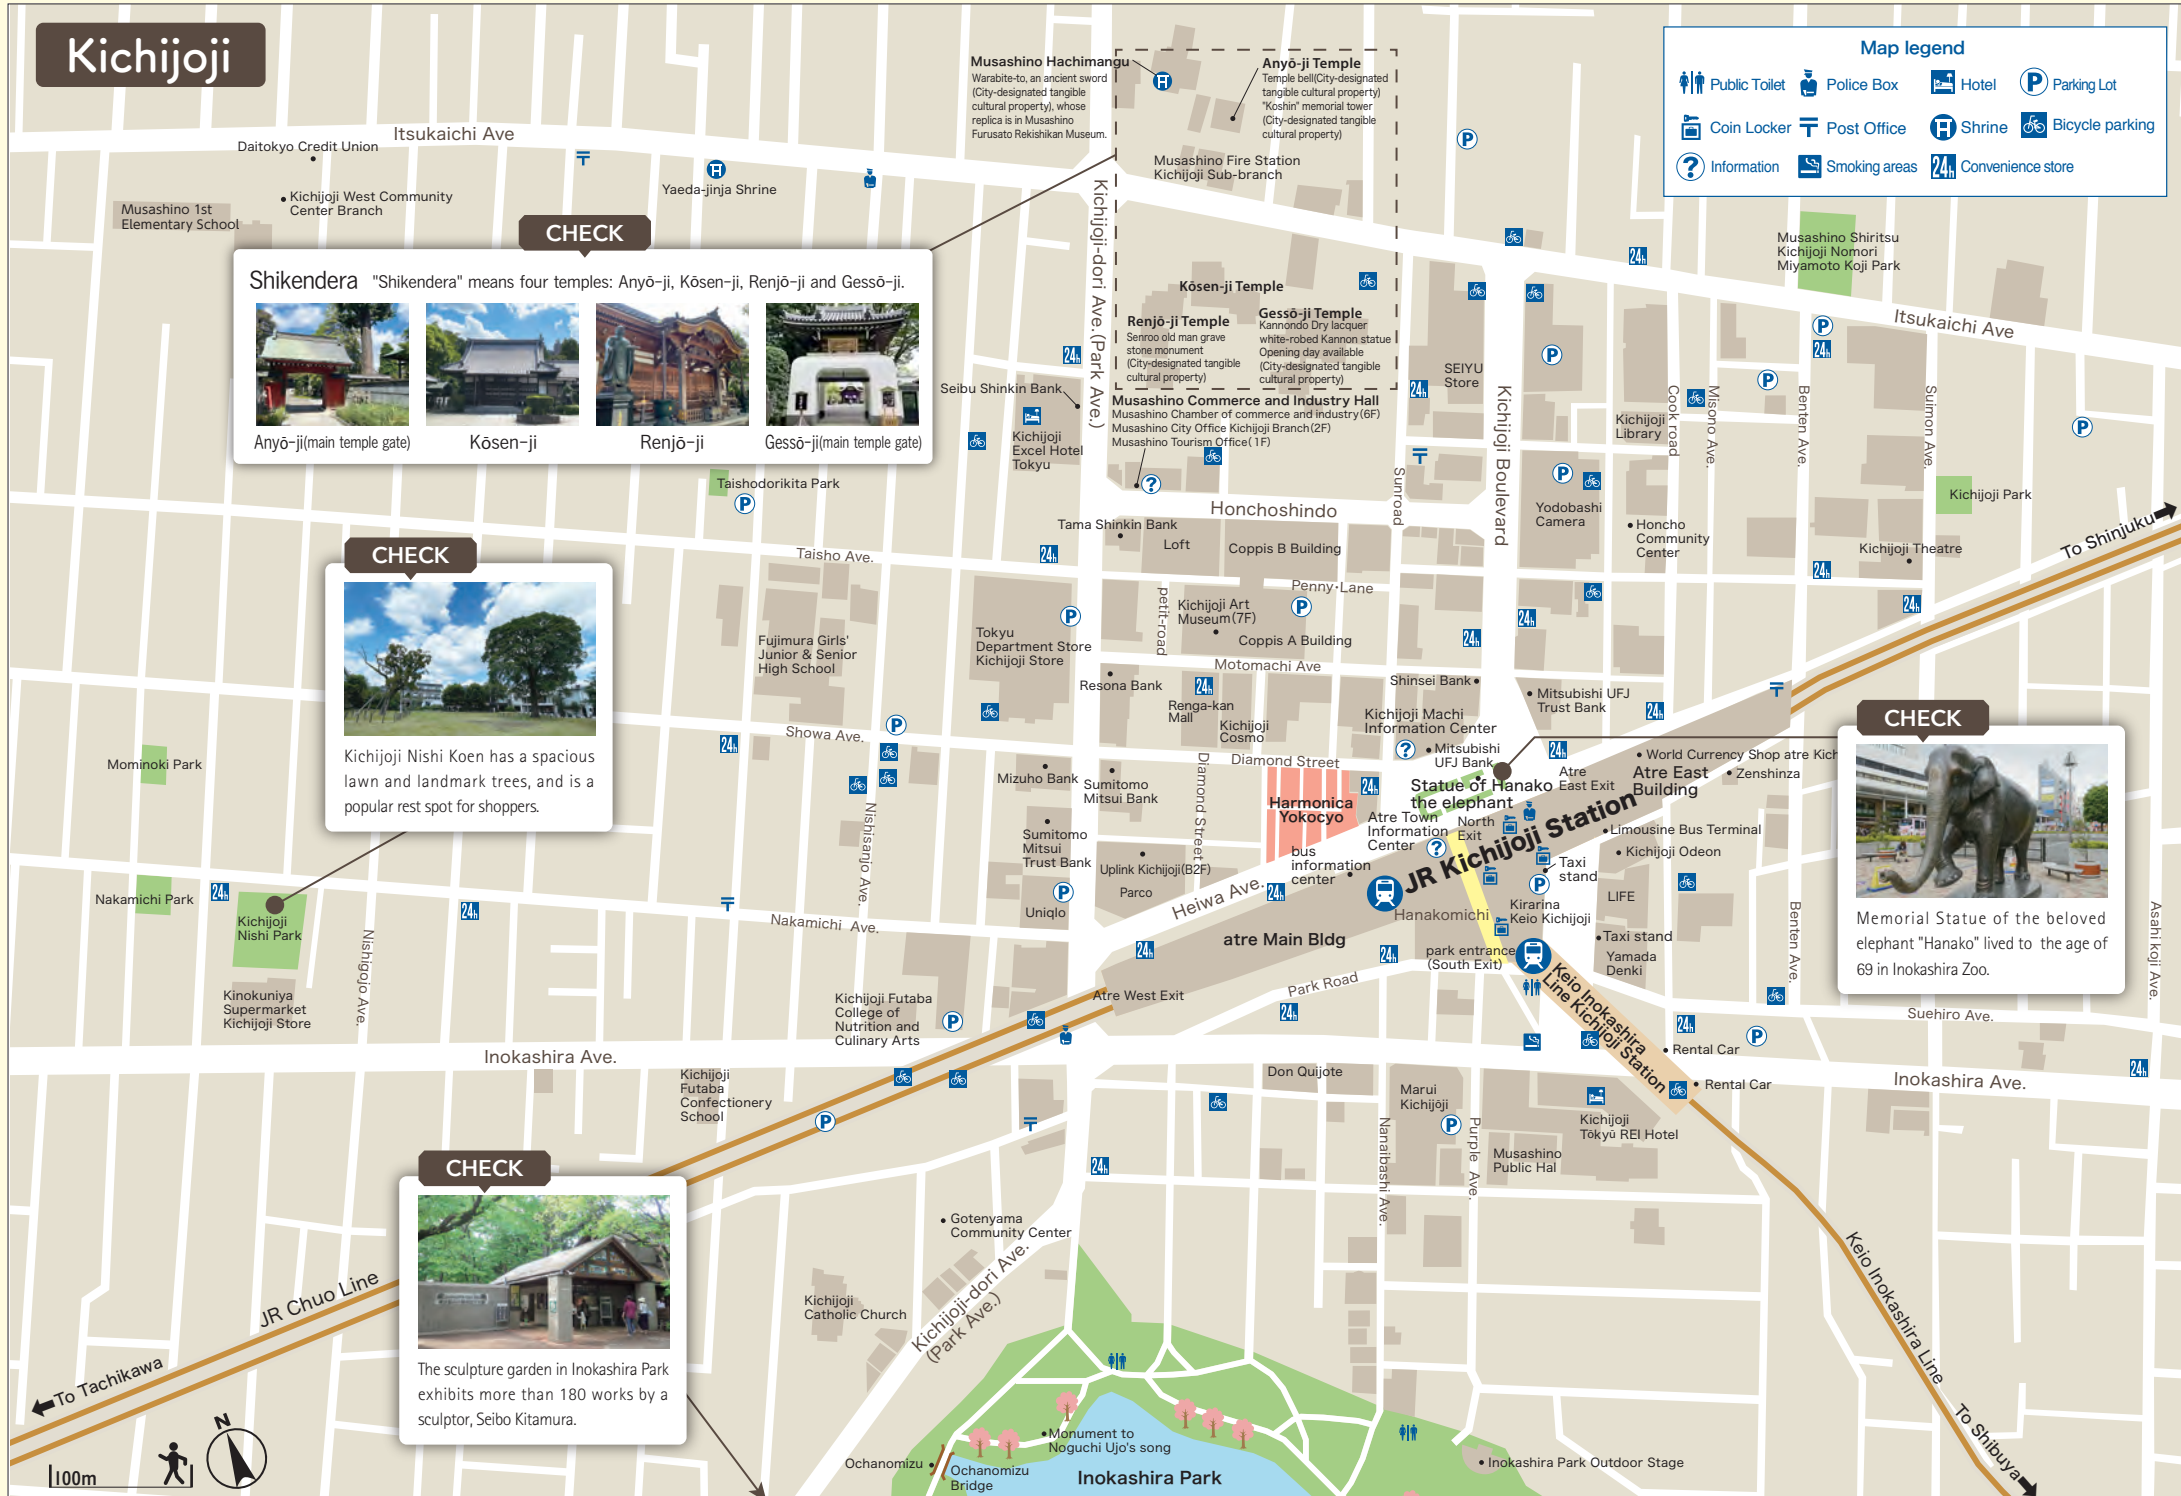 Kichijoji
Map legend
Public Toilet
Police Box
Hotel
P
Parking Lot
Coin Locker
Post Office
Shrine
Bicycle parking
?
Information
Smoking areas
24h
Convenience store
Musashino Hachimangu
Warabite-to, an ancient sword
(City-designated tangible
cultural property), whose
replica is in Musashino
Furusato Rekishikan Museum.
Anyō-ji Temple
Temple bell(City-designated
tangible cultural property)
"Koshin" memorial tower
(City-designated tangible
cultural property)
Musashino Fire Station
Kichijoji Sub-branch
Itsukaichi Ave
Daitokyo Credit Union
Kichijoji West Community
Center Branch
Musashino 1st
Elementary School
Yaeda-jinja Shrine
Kichijoji-dori Ave.(Park Ave.)
Musashino Shiritsu
Kichijoji Nomori
Miyamoto Koji Park
Itsukaichi Ave
CHECK
Shikendera
"Shikendera" means four temples: Anyō-ji, Kōsen-ji, Renjō-ji and Gessō-ji.
Anyō-ji(main temple gate)
Kōsen-ji
Renjō-ji
Gessō-ji(main temple gate)
Kōsen-ji Temple
Renjō-ji Temple
Senroo old man grave
stone monument
(City-designated tangible
cultural property)
Gessō-ji Temple
Kannondo Dry lacquer
white-robed Kannon statue
Opening day available
(City-designated tangible
cultural property)
Seibu Shinkin Bank
Kichijoji
Excel Hotel
Tokyu
Musashino Commerce and Industry Hall
Musashino Chamber of commerce and industry(6F)
Musashino City Office Kichijoji Branch(2F)
Musashino Tourism Office(1F)
SEIYU
Store
Kichijoji Boulevard
Sunroad
Kichijoji
Library
Cook road
Misono Ave.
Benten Ave.
Suimon Ave.
Yodobashi
Camera
Honcho
Community
Center
Kichijoji Park
Kichijoji Theatre
To Shinjuku
Taishodorikita Park
Taisho Ave.
Honchoshindo
Tama Shinkin Bank
Loft
Coppis B Building
Penny·Lane
petit-road
Kichijoji Art
Museum(7F)
Coppis A Building
Motomachi Ave
CHECK
Kichijoji Nishi Koen has a spacious
lawn and landmark trees, and is a
popular rest spot for shoppers.
Fujimura Girls'
Junior & Senior
High School
Tokyu
Department Store
Kichijoji Store
Resona Bank
Renga-kan
Mall
Kichijoji
Cosmo
Shinsei Bank
Mitsubishi UFJ
Trust Bank
Kichijoji Machi
Information Center
Mitsubishi
UFJ Bank
Showa Ave.
Mominoki Park
Mizuho Bank
Sumitomo
Mitsui Bank
Diamond Street
Diamond Street
Harmonica
Yokocyo
Statue of Hanako
the elephant
Atre
East Exit
World Currency Shop atre Kich
Atre East
Building
Zenshinza
CHECK
Memorial Statue of the beloved
elephant "Hanako" lived to the age of
69 in Inokashira Zoo.
Atre Town
Information
Center
North
Exit
JR Kichijoji Station
Limousine Bus Terminal
Kichijoji Odeon
Taxi
stand
bus
information
center
Sumitomo
Mitsui
Trust Bank
Uplink Kichijoji(B2F)
Parco
Uniqlo
Heiwa Ave.
Hanakomichi
Kirarina
Keio Kichijoji
LIFE
Taxi stand
Yamada
Denki
atre Main Bldg
park entrance
(South Exit)
Nakamichi Park
Kichijoji
Nishi Park
Nakamichi Ave.
Nishisanjo Ave.
Nishigojo Ave.
Kinokuniya
Supermarket
Kichijoji Store
Kichijoji Futaba
College of
Nutrition and
Culinary Arts
Atre West Exit
Park Road
Keio Inokashira
Line Kichijoji Station
Benten Ave.
Asahi koji Ave.
Suehiro Ave.
Rental Car
Rental Car
Inokashira Ave.
Inokashira Ave.
Kichijoji
Futaba
Confectionery
School
Don Quijote
Marui
Kichijōji
Nanaibashi Ave.
Purple Ave.
Kichijoji
Tōkyū REI Hotel
Musashino
Public Hal
CHECK
The sculpture garden in Inokashira Park
exhibits more than 180 works by a
sculptor, Seibo Kitamura.
Gotenyama
Community Center
Kichijoji-dori Ave.
(Park Ave.)
Kichijoji
Catholic Church
JR Chuo Line
To Tachikawa
Keio Inokashira Line
To Shibuya
N
100m
Monument to
Noguchi Ujo's song
Ochanomizu
Ochanomizu
Bridge
Inokashira Park
Inokashira Park Outdoor Stage